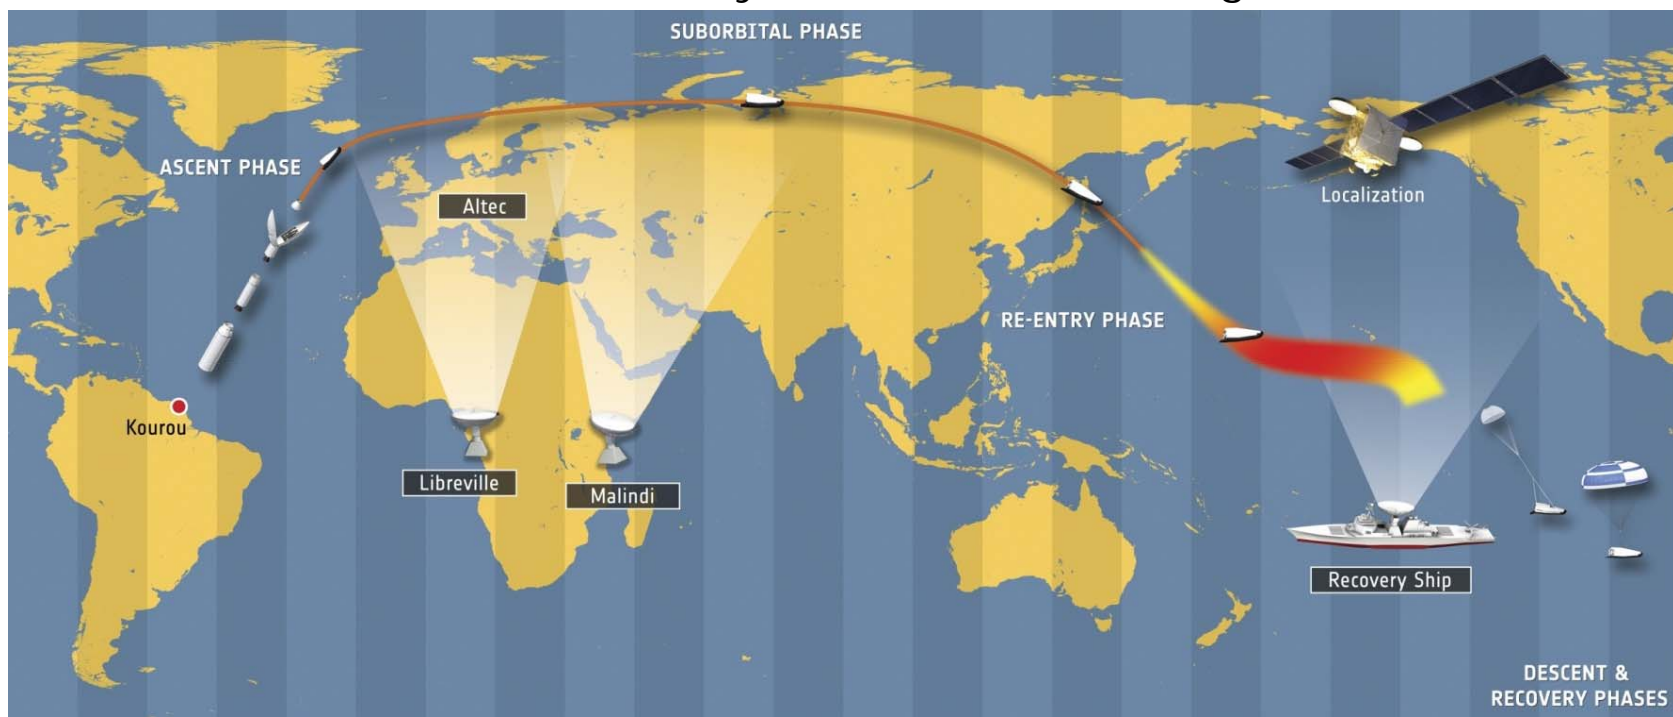 SUBORBITAL PHASE
ASCENT PHASE
Altec
Localization
RE-ENTRY PHASE
Kourou
Libreville
Malindi
Recovery Ship
DESCENT &
RECOVERY PHASES